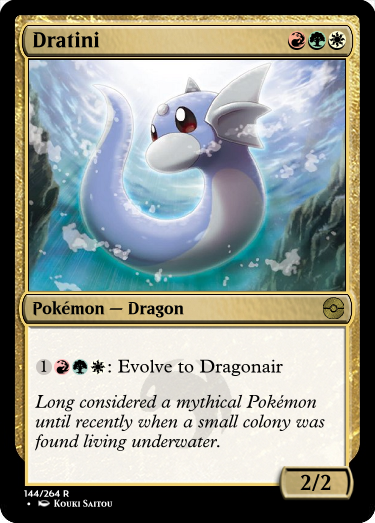 Dratini
Pokémon — Dragon
1: Evolve to Dragonair
Long considered a mythical Pokémon
until recently when a small colony was
found living underwater.
2/2
144/264 R
• Kouki Saitou